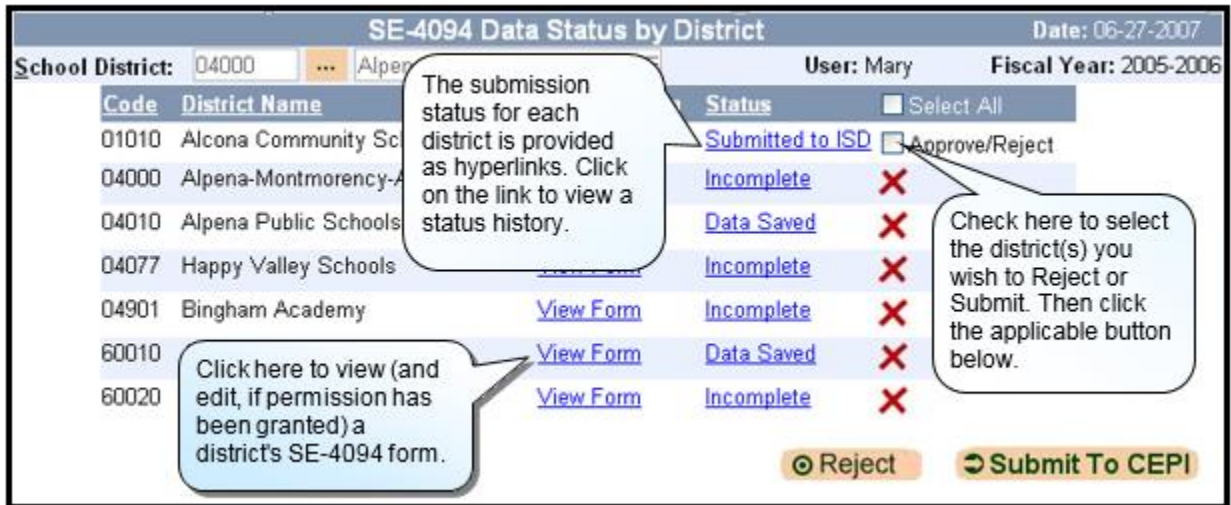 SE-4094 Data Status by District Date: 06-27-2007
School District: 04000 ... Alpen User: Mary Fiscal Year: 2005-2006
Code District Name Status Select All
01010 Alcona Community Submitted to ISD Approve/Reject
04000 Alpena-Montmorency- Incomplete
04010 Alpena Public Schools Data Saved
04077 Happy Valley Schools Incomplete
04901 Bingham Academy View Form Incomplete
60010 View Form Data Saved
60020 View Form Incomplete
The submission
status for each
district is provided
as hyperlinks. Click
on the link to view a
status history.
Check here to select
the district(s) you
wish to Reject or
Submit. Then click
the applicable button
below.
Click here to view (and
edit, if permission has
been granted) a
district's SE-4094 form.
Reject Submit To CEPI